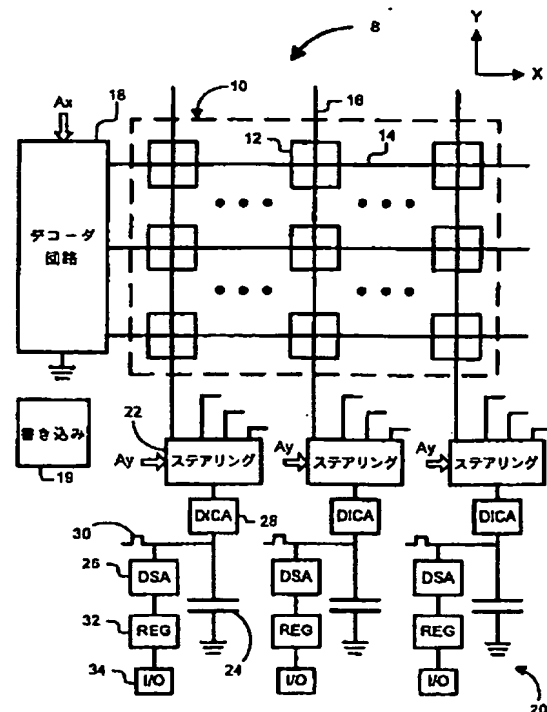 8
Y
X
Ax
18
10
16
12
14
デコーダ
回路
22
Ay
ステアリング
Ay
ステアリング
Ay
ステアリング
書き込み
19
DICA
28
DICA
DICA
30
26
DSA
DSA
DSA
32
REG
24
REG
REG
34
I/O
I/O
I/O
20